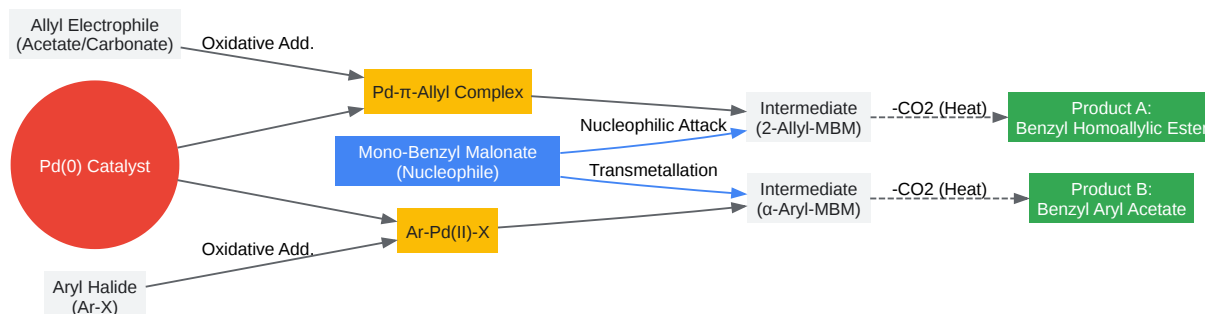 Allyl Electrophile
(Acetate/Carbonate)
Oxidative Add.
Pd(0) Catalyst
Pd-π-Allyl Complex
Mono-Benzyl Malonate
(Nucleophile)
Nucleophilic Attack
Transmetallation
Intermediate
(2-Allyl-MBM)
-CO2 (Heat)
Product A:
Benzyl Homoallylic Ester
Ar-Pd(II)-X
Oxidative Add.
Aryl Halide
(Ar-X)
Intermediate
(α-Aryl-MBM)
-CO2 (Heat)
Product B:
Benzyl Aryl Acetate